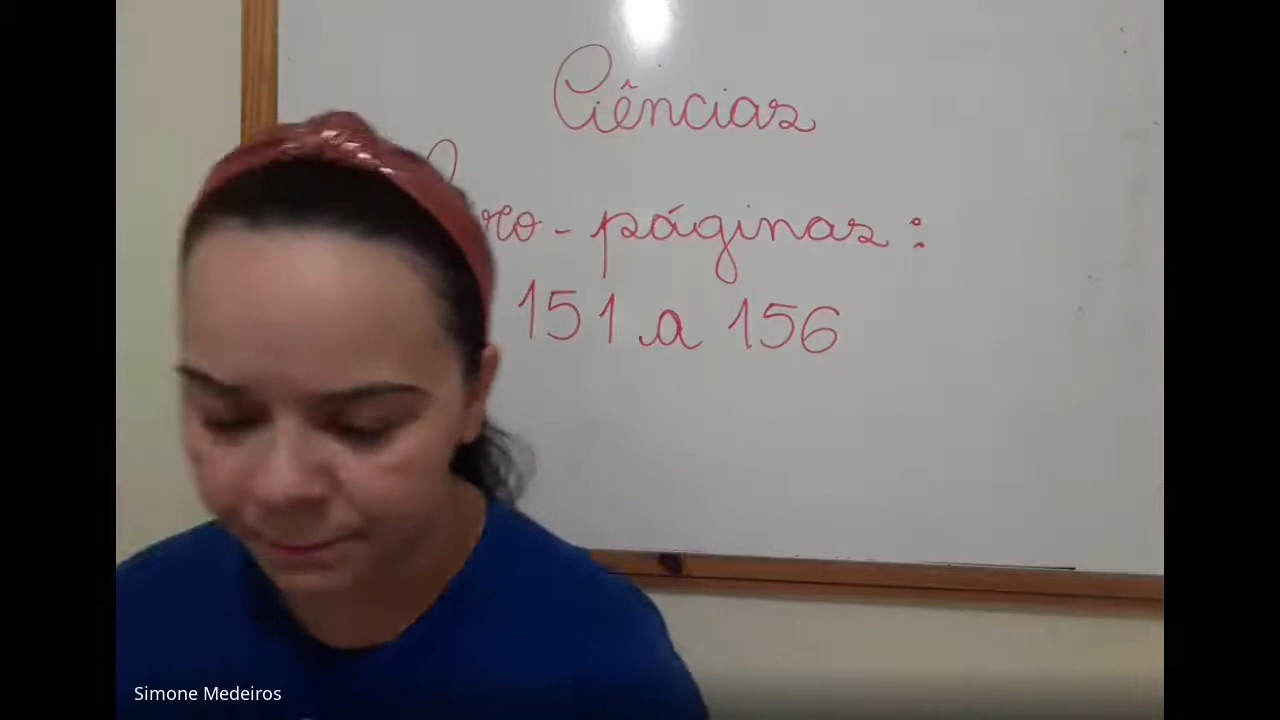 Ciências
- páginas:
151 a 156
Simone Medeiros